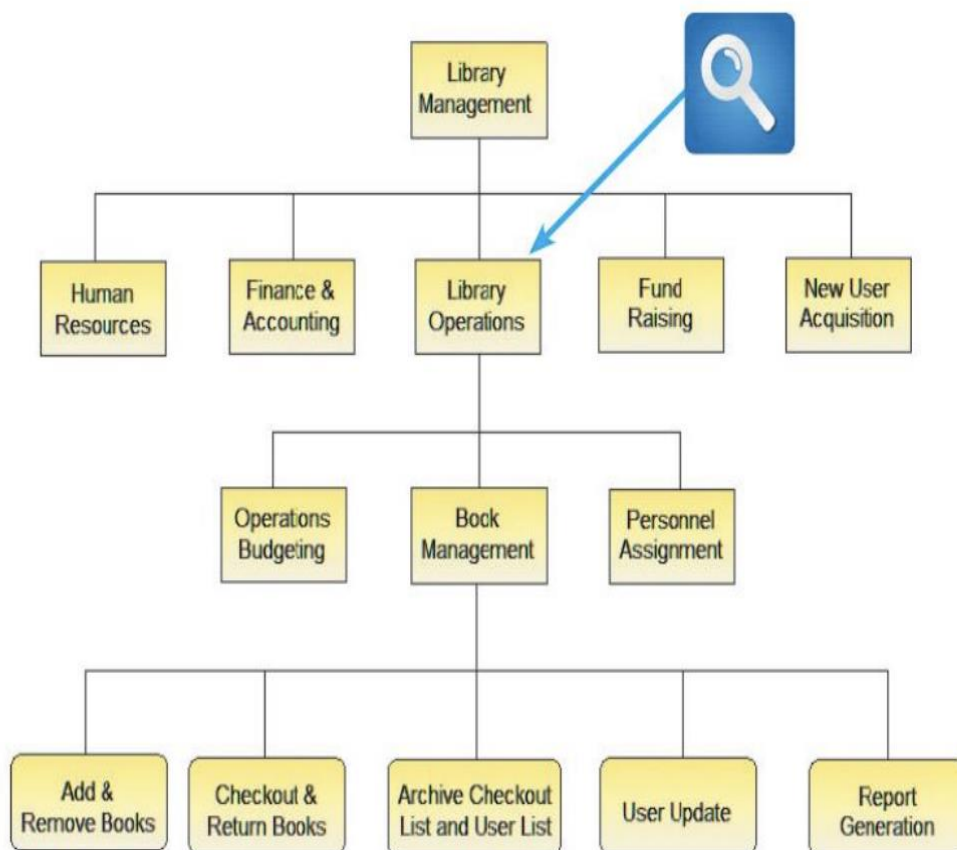 Library
Management
Human
Resources
Finance &
Accounting
Library
Operations
Fund
Raising
New User
Acquisition
Operations
Budgeting
Bock
Management
Personnel
Assignment
Add &
Remove Books
Checkout &
Return Books
Archive Checkout
List and User List
User Update
Report
Generation